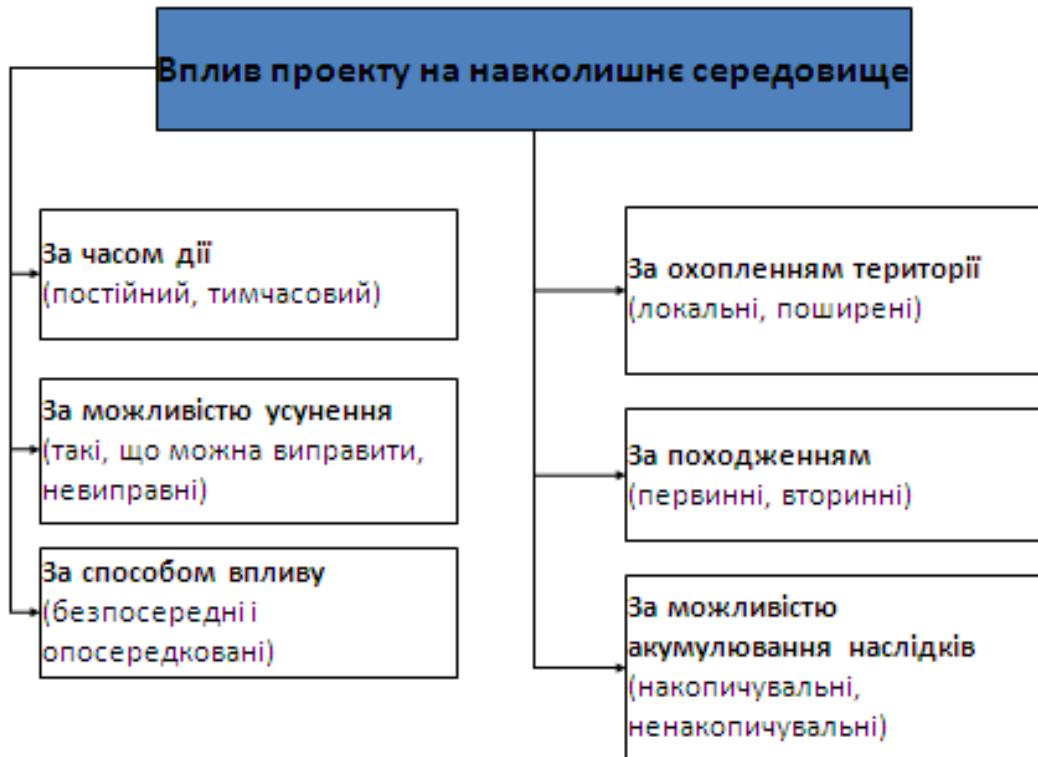 Вплив проекту на навколишнє середовище
За часом дії
(постійний, тимчасовий)
За можливістю усунення
(такі, що можна виправити,
невиправні)
За способом впливу
(безпосередні і
опосередковані)
За охопленням території
(локальні, поширені)
За походженням
(первинні, вторинні)
За можливістю
акумулювання наслідків
(накопичувальні,
ненакопичувальні)